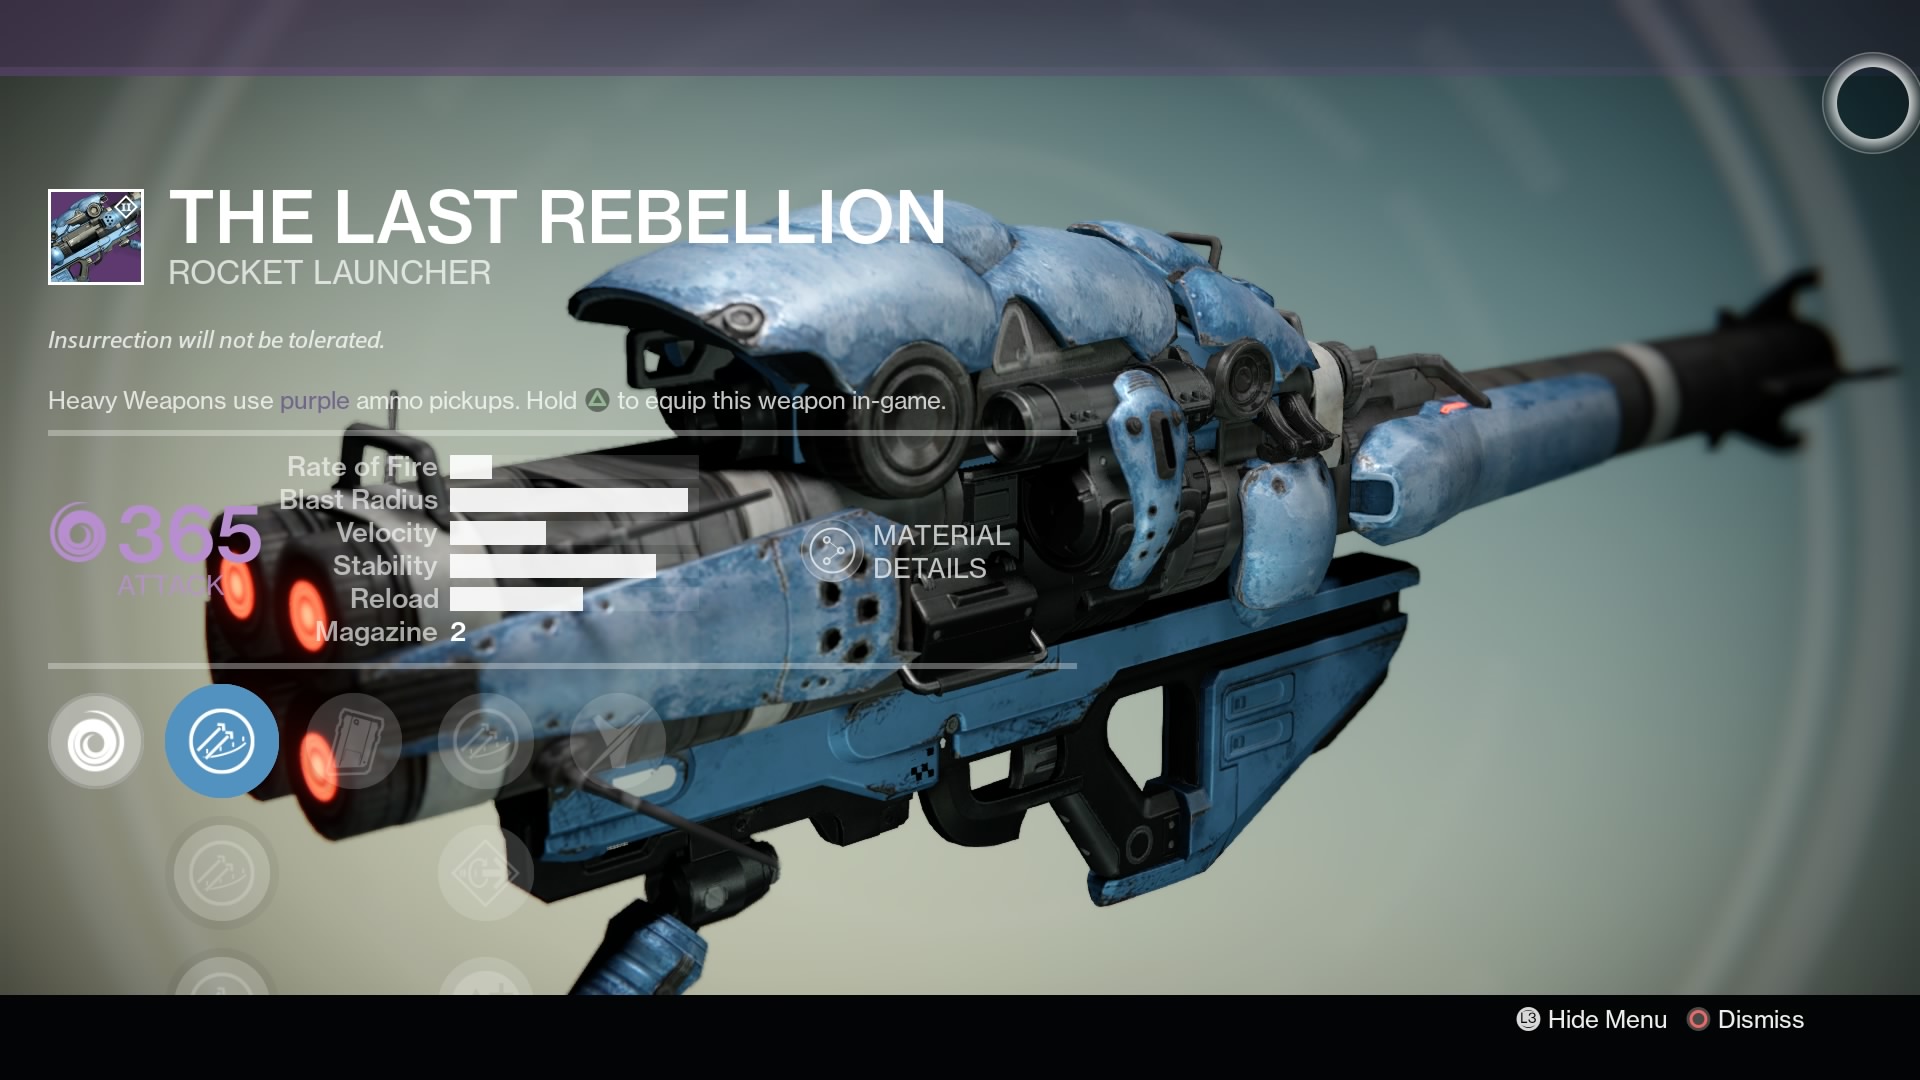 THE LAST REBELLION
ROCKET LAUNCHER
Insurrection will not be tolerated.
Heavy Weapons use purple ammo pickups. Hold to equip this weapon in-game.
365
ATTACK
Rate of Fire
Blast Radius
Velocity
Stability
Reload
Magazine 2
MATERIAL
DETAILS
L3 Hide Menu Dismiss